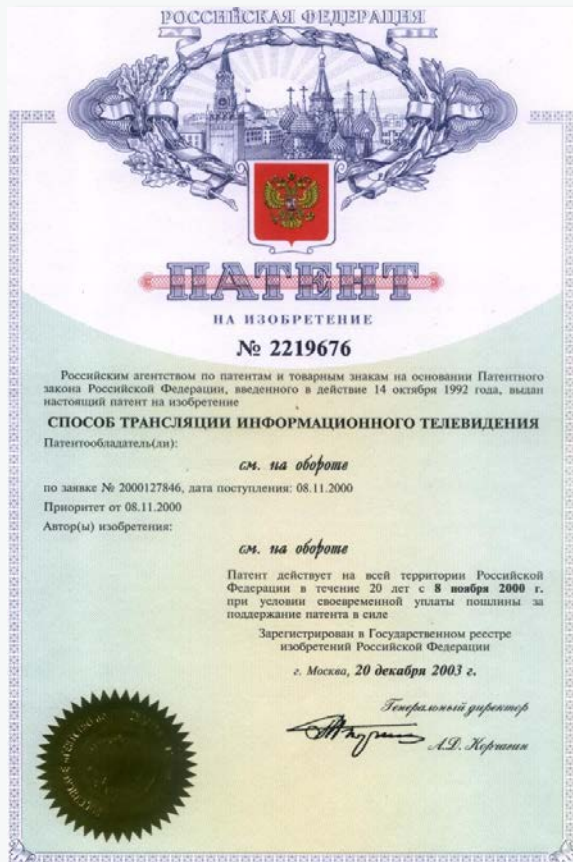 РОССИЙСКАЯ ФЕДЕРАЦИЯ
ПАТЕНТ
НА ИЗОБРЕТЕНИЕ
№ 2219676
Российским агентством по патентам и товарным знакам на основании Патентного
закона Российской Федерации, введенного в действие 14 октября 1992 года, выдан
настоящий патент на изобретение
СПОСОБ ТРАНСЛЯЦИИ ИНФОРМАЦИОННОГО ТЕЛЕВИДЕНИЯ
Патентообладатель(ли):
см. на обороте
по заявке № 2000127846, дата поступления: 08.11.2000
Приоритет от 08.11.2000
Автор(ы) изобретения:
см. на обороте
Патент действует на всей территории Российской
Федерации в течение 20 лет с 8 ноября 2000 г.
при условии своевременной уплаты пошлины за
поддержание патента в силе
Зарегистрирован в Государственном реестре
изобретений Российской Федерации
г. Москва, 20 декабря 2003 г.
Генеральный директор
А.Д. Корчагин